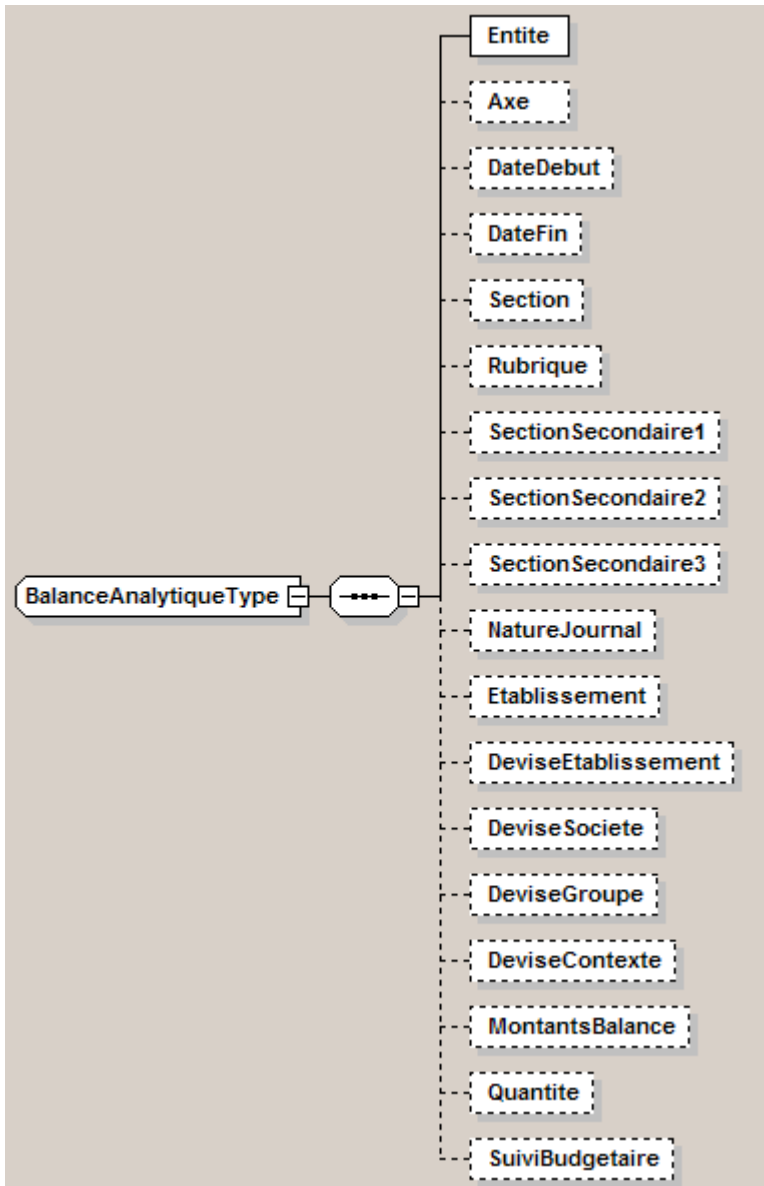 Entite
Axe
DateDebut
DateFin
Section
Rubrique
SectionSecondaire1
SectionSecondaire2
SectionSecondaire3
BalanceAnalytiqueType
NatureJournal
Etablissement
DeviseEtablissement
DeviseSociete
DeviseGroupe
DeviseContexte
MontantsBalance
Quantite
SuiviBudgetaire